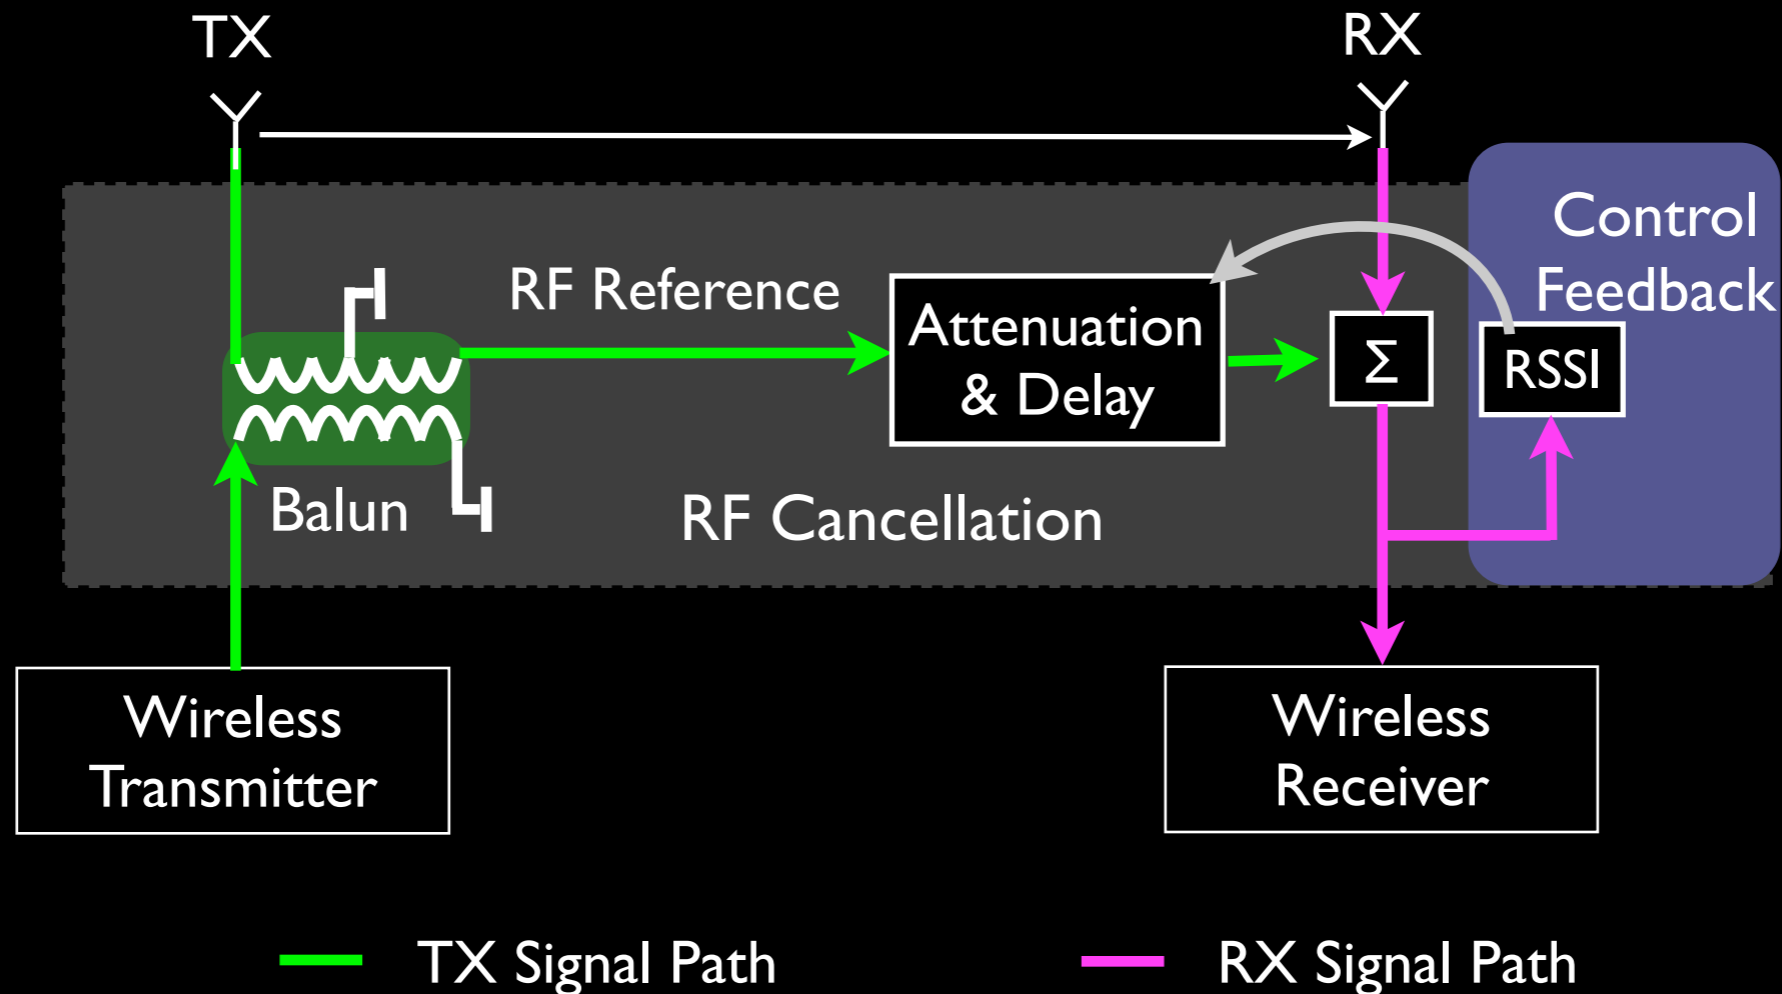 TX
RX
Control
Feedback
RF Reference
Attenuation
& Delay
Σ
RSSI
Balun
RF Cancellation
Wireless
Transmitter
Wireless
Receiver
TX Signal Path
RX Signal Path